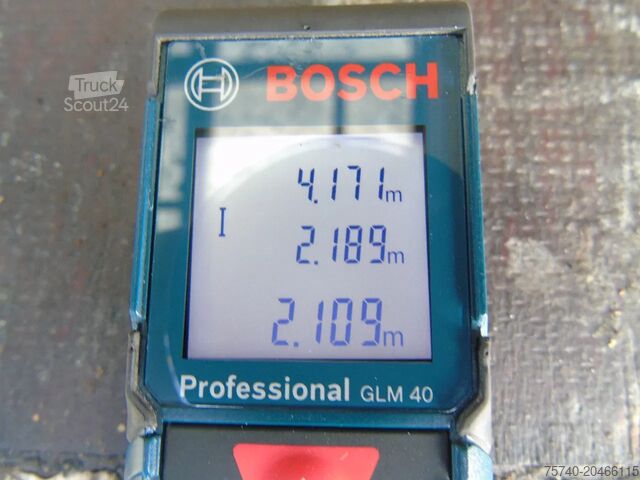 BOSCH
Truck
Scout24
4.171m
2.189m
2.109m
Professional GLM 40
75740-20466115